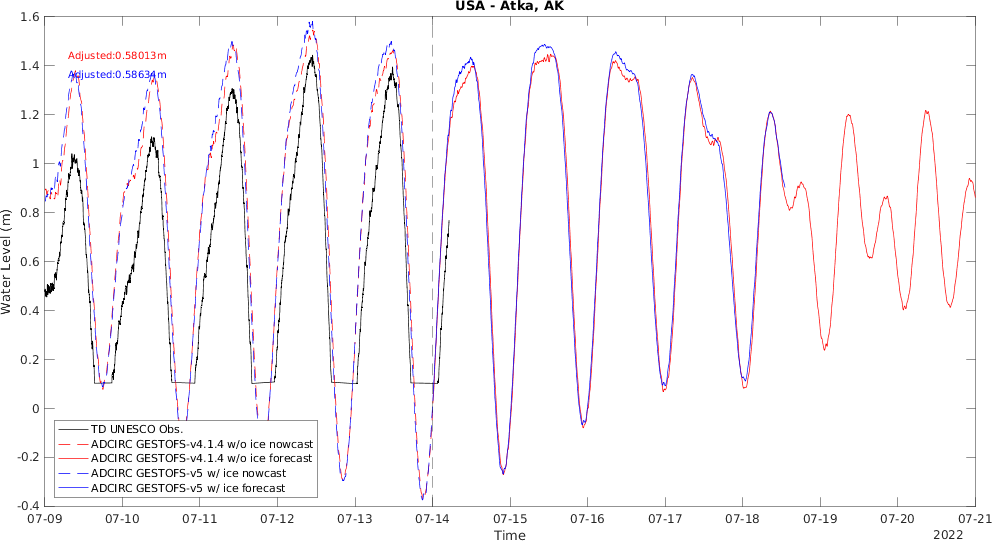 USA - Atka, AK
1.6
1.4
1.2
1
0.8
0.6
0.4
0.2
0
-0.2
-0.4
Water Level (m)
Adjusted:0.58013m
Adjusted:0.58634m
TD UNESCO Obs.
ADCIRC GESTOFS-v4.1.4 w/o ice nowcast
ADCIRC GESTOFS-v4.1.4 w/o ice forecast
ADCIRC GESTOFS-v5 w/ ice nowcast
ADCIRC GESTOFS-v5 w/ ice forecast
07-09 07-10 07-11 07-12 07-13 07-14 07-15 07-16 07-17 07-18 07-19 07-20 07-21
Time
2022